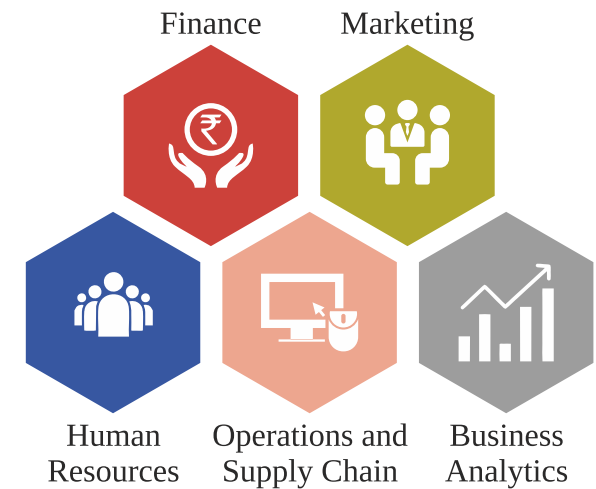 Finance
Marketing
₹
Human
Resources
Operations and
Supply Chain
Business
Analytics